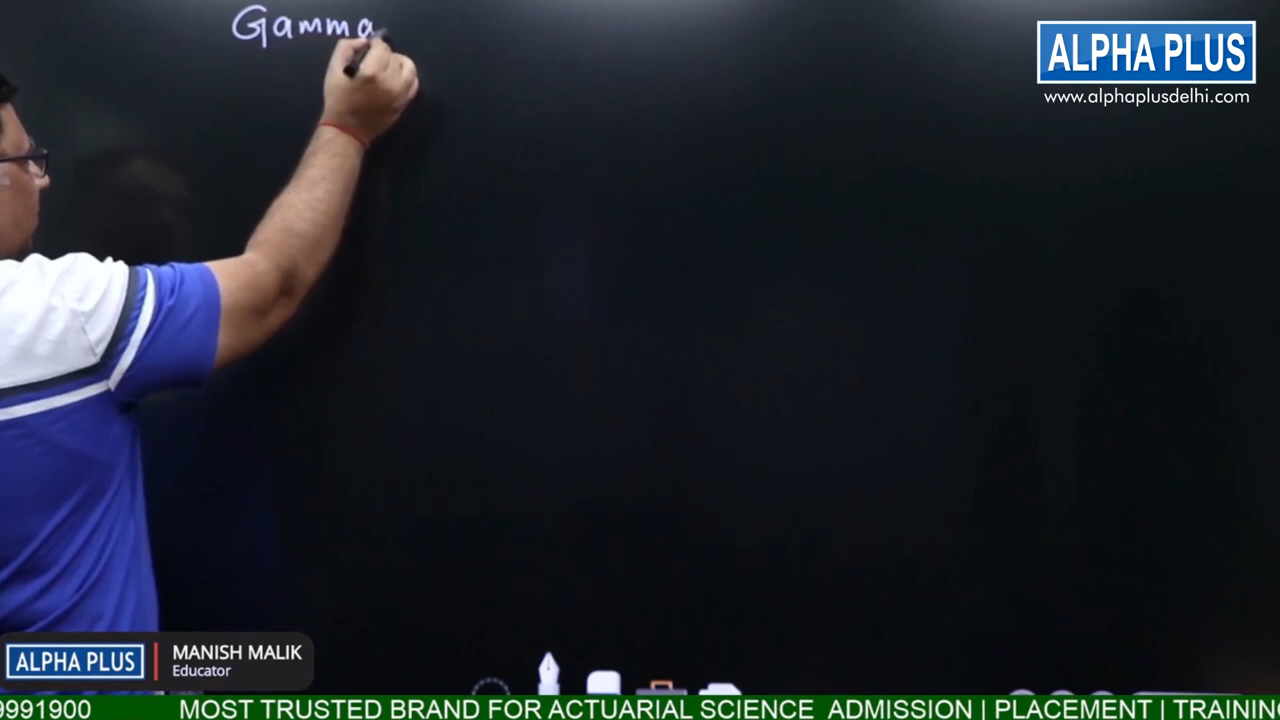 Gamma
ALPHA PLUS
www.alphaplusdelhi.com
ALPHA PLUS
MANISH MALIK
Educator
9991900 MOST TRUSTED BRAND FOR ACTUARIAL SCIENCE ADMISSION | PLACEMENT | TRAINING